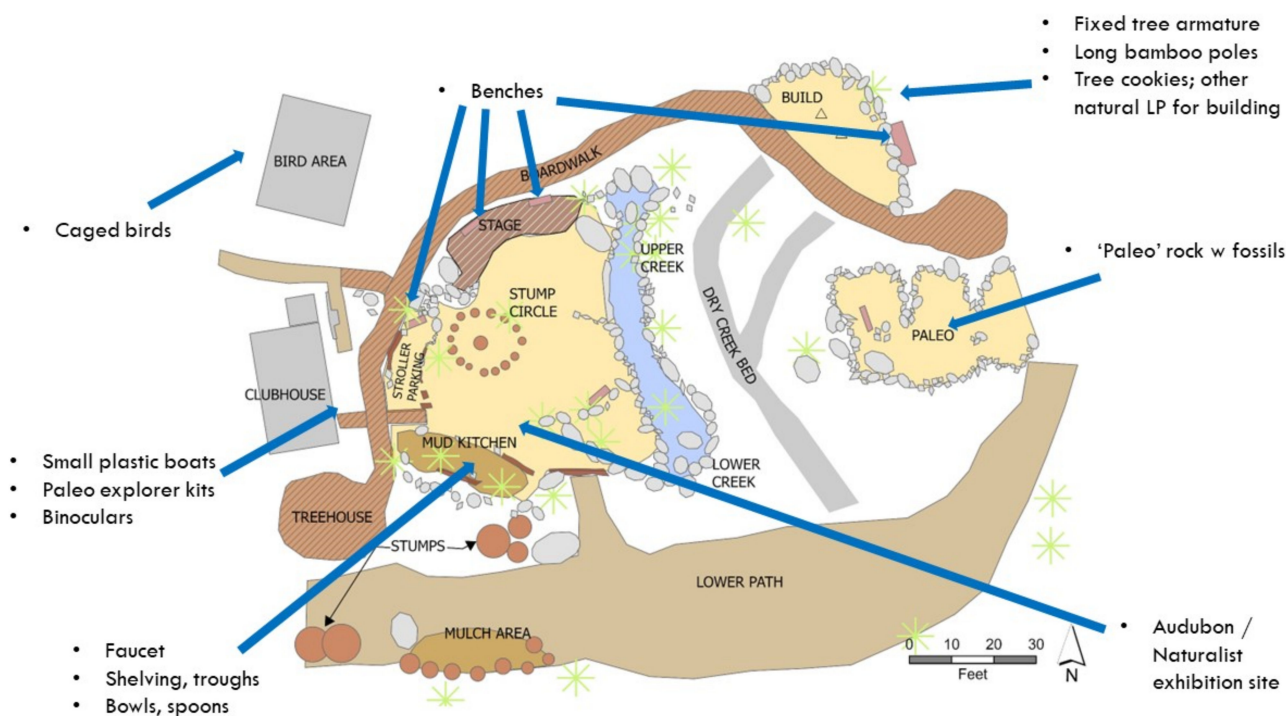 • Fixed tree armature
• Long bamboo poles
• Tree cookies; other
natural LP for building
• Benches
BUILD
BIRD AREA
BOARDWALK
• Caged birds
STAGE
UPPER
CREEK
• ‘Paleo’ rock w fossils
STUMP
CIRCLE
DRY CREEK BED
PALEO
STROLLER
PARKING
CLUBHOUSE
MUD KITCHEN
• Small plastic boats
• Paleo explorer kits
• Binoculars
LOWER
CREEK
TREEHOUSE
STUMPS
LOWER PATH
MULCH AREA
• Faucet
• Shelving, troughs
• Bowls, spoons
0 10 20 30
Feet
N
• Audubon /
Naturalist
exhibition site